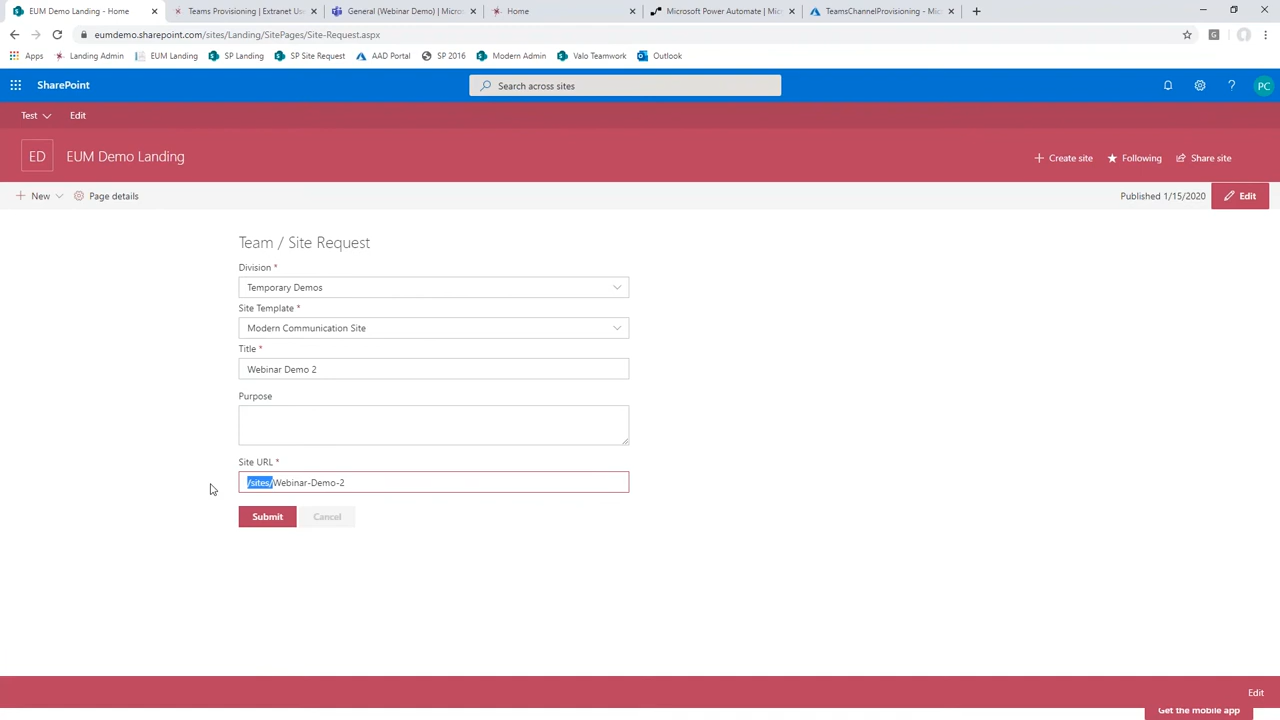 EUM Demo Landing - Home
Teams Provisioning | Extranet Use
General (Webinar Demo) | Micros
Home
Microsoft Power Automate | Micr
TeamsChannelProvisioning - Micr
eumdemo.sharepoint.com/sites/Landing/SitePages/Site-Request.aspx
G
Apps
Landing Admin
EUM Landing
SP Landing
SP Site Request
AAD Portal
SP 2016
Modern Admin
Valo Teamwork
Outlook
SharePoint
Search across sites
?
PC
Test
Edit
ED
EUM Demo Landing
+ Create site
Following
Share site
+ New
Page details
Published 1/15/2020
Edit
Team / Site Request
Division *
Temporary Demos
Site Template *
Modern Communication Site
Title *
Webinar Demo 2
Purpose
Site URL *
/sites/Webinar-Demo-2
Submit
Cancel
Edit
Get the mobile app